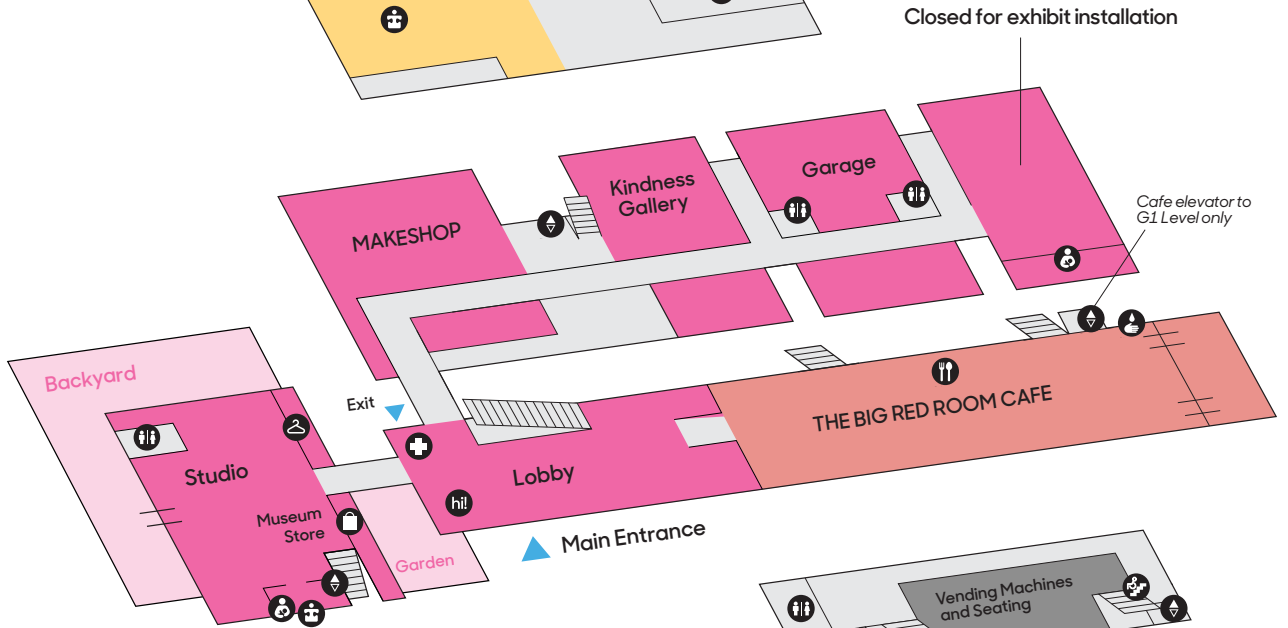 Closed for exhibit installation
Kindness
Gallery
Garage
MAKESHOP
Cafe elevator to
G1 Level only
Backyard
Exit
THE BIG RED ROOM CAFE
Studio
Lobby
hi!
Museum
Store
Main Entrance
Garden
Vending Machines
and Seating